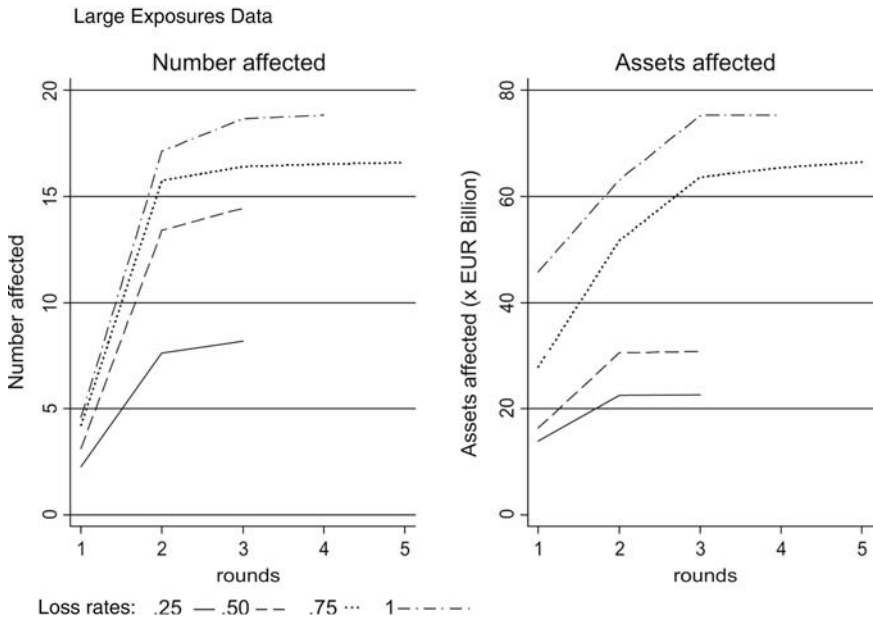 Large Exposures Data
Number affected
Number affected
20
15
10
5
0
1 2 3 4 5
rounds
Assets affected
Assets affected (x EUR Billion)
80
60
40
20
0
1 2 3 4 5
rounds
Loss rates: .25 .50 .75 1